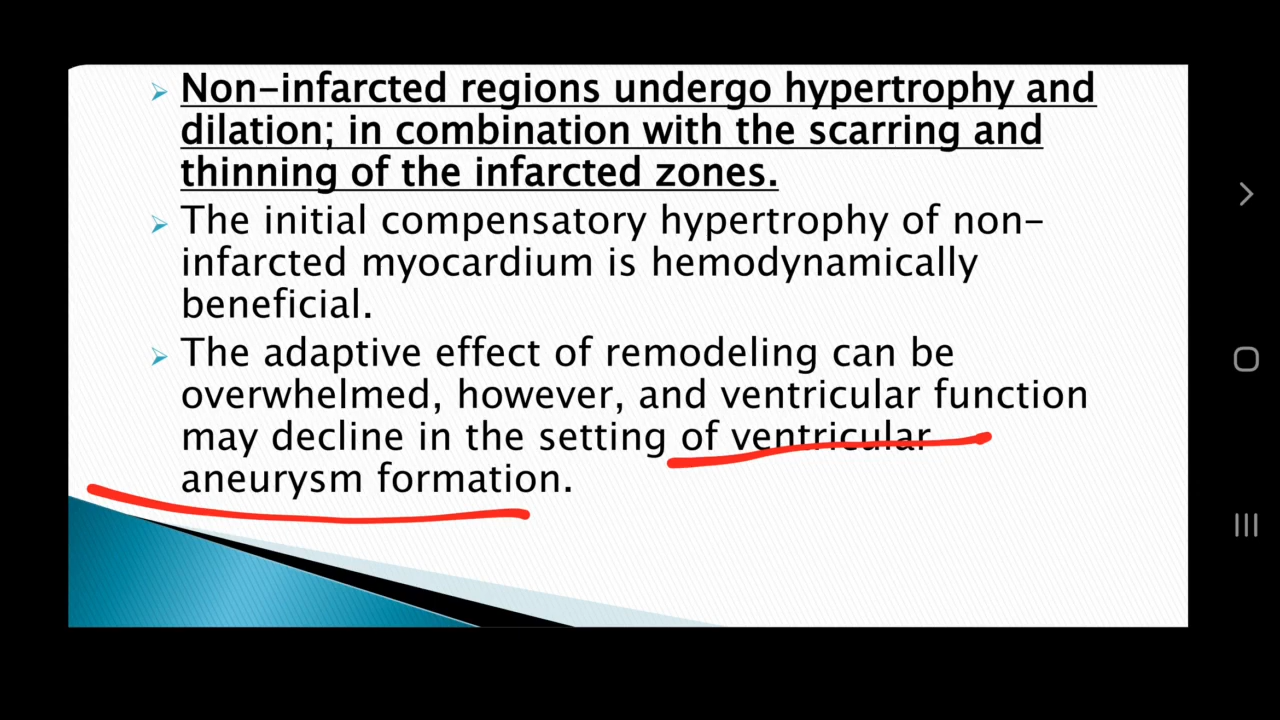 Non-infarcted regions undergo hypertrophy and
dilation; in combination with the scarring and
thinning of the infarcted zones.
The initial compensatory hypertrophy of non-
infarcted myocardium is hemodynamically
beneficial.
The adaptive effect of remodeling can be
overwhelmed, however, and ventricular function
may decline in the setting of ventricular
aneurysm formation.